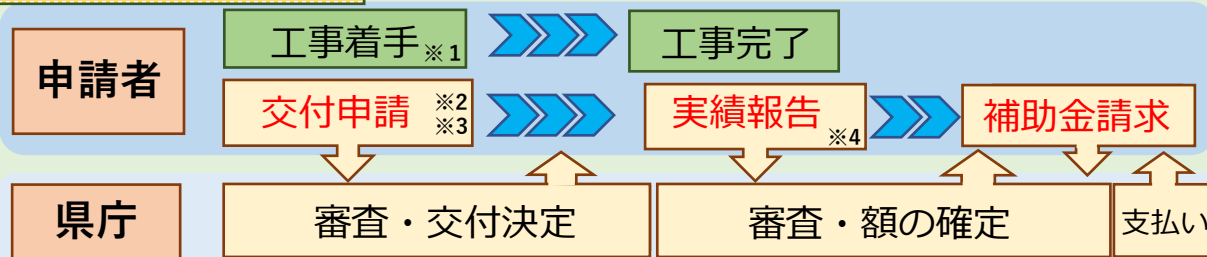 申請者
工事着手※1
工事完了
交付申請※2
※3
実績報告※4
補助金請求
県庁
審査・交付決定
審査・額の確定
支払い